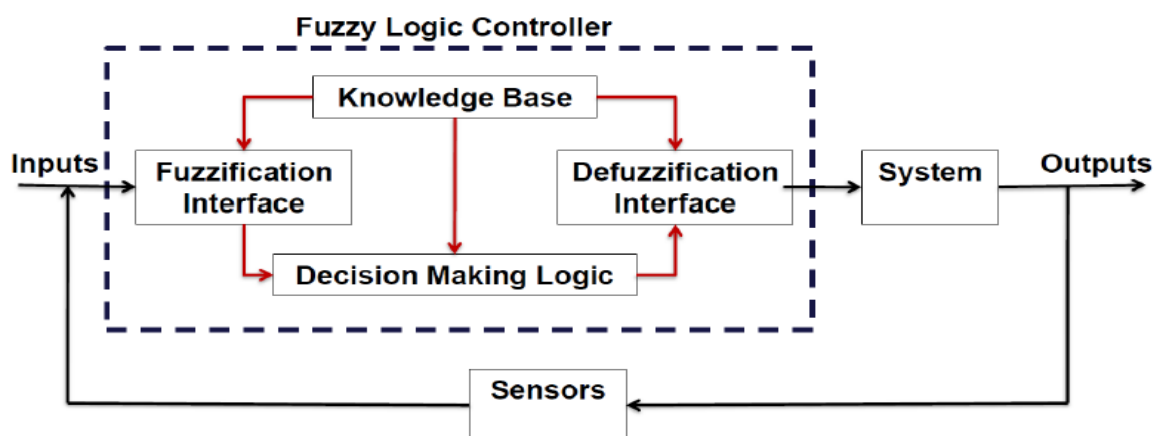 Fuzzy Logic Controller
Knowledge Base
Inputs
Fuzzification
Interface
Defuzzification
Interface
System
Outputs
Decision Making Logic
Sensors